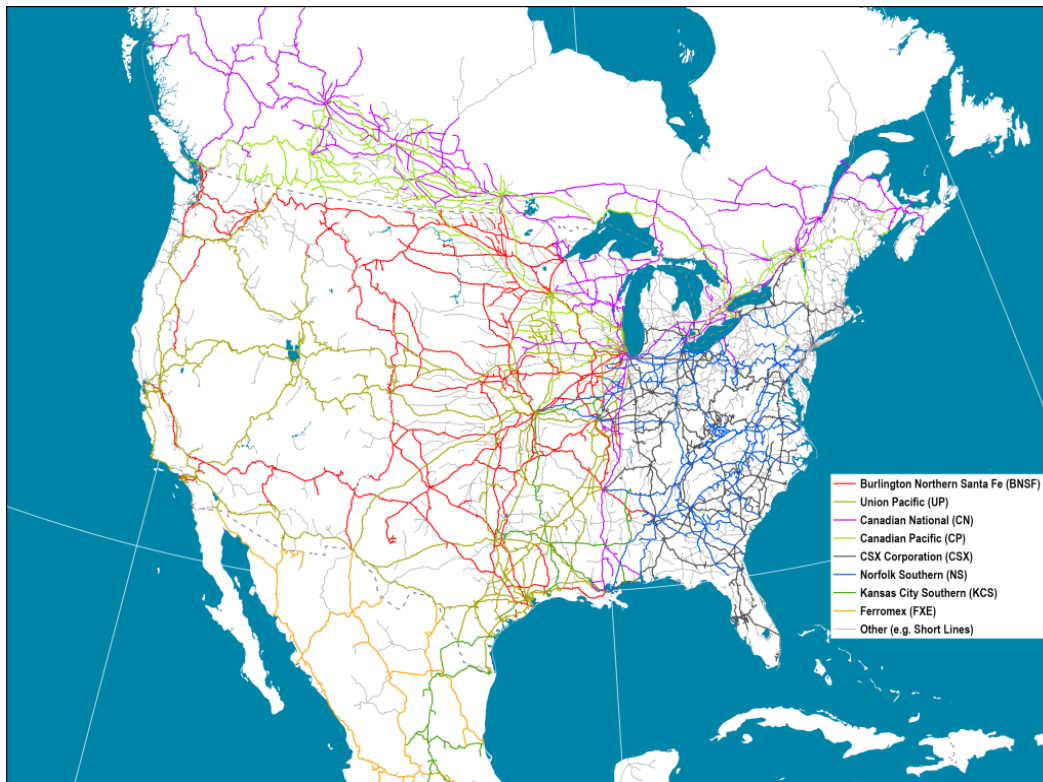 Burlington Northern Santa Fe (BNSF)
Union Pacific (UP)
Canadian National (CN)
Canadian Pacific (CP)
CSX Corporation (CSX)
Norfolk Southern (NS)
Kansas City Southern (KCS)
Ferromex (FXE)
Other (e.g. Short Lines)